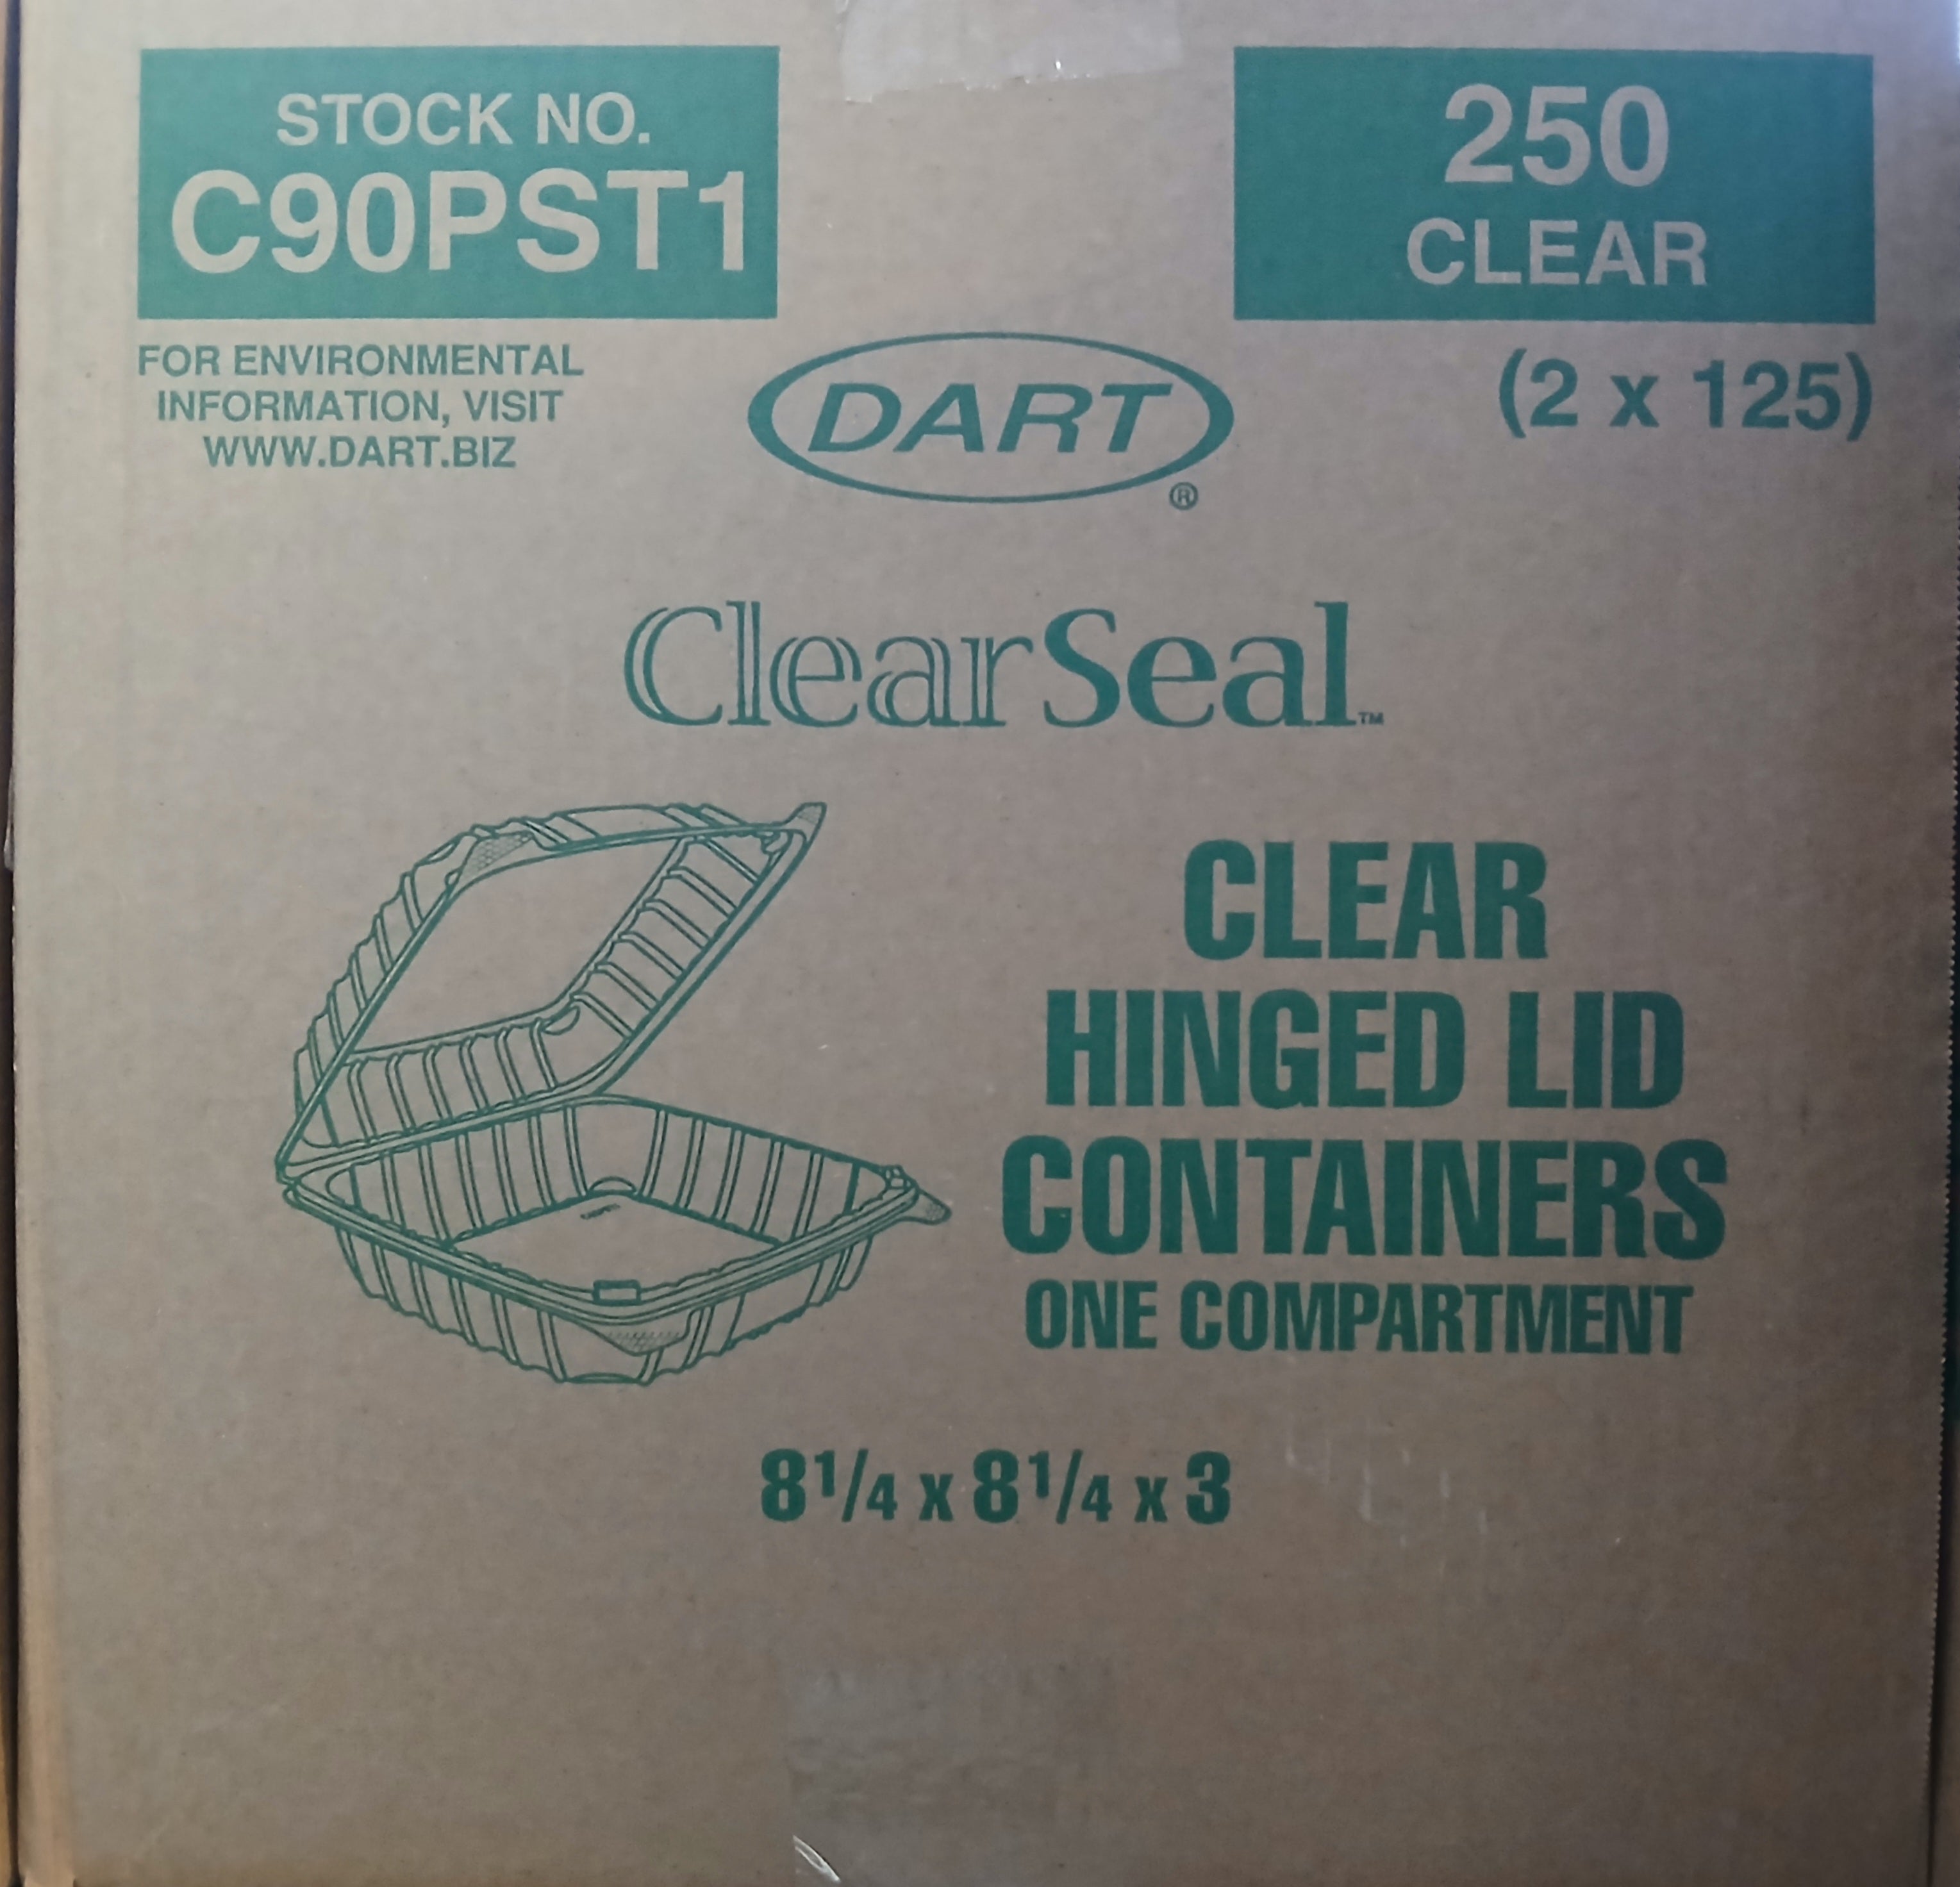 STOCK NO.
C90PST1
250
CLEAR
FOR ENVIRONMENTAL
INFORMATION, VISIT
WWW.DART.BIZ
DART®
(2 x 125)
ClearSeal™
CLEAR
HINGED LID
CONTAINERS
ONE COMPARTMENT
8¹/₄ x 8¹/₄ x 3